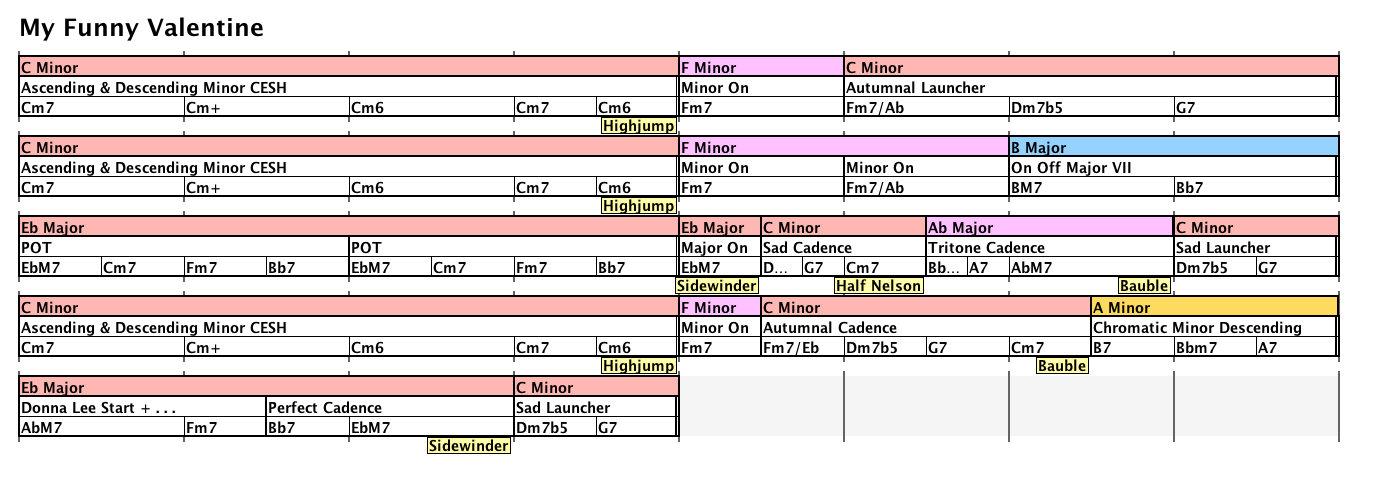 My Funny Valentine
C Minor F Minor C Minor
Ascending & Descending Minor CESH Minor On Autumnal Launcher
Cm7 Cm+ Cm6 Cm7 Cm6 Fm7 Fm7/Ab Dm7b5 G7
Highjump
C Minor F Minor B Major
Ascending & Descending Minor CESH Minor On Minor On On Off Major VII
Cm7 Cm+ Cm6 Cm7 Cm6 Fm7 Fm7/Ab BM7 Bb7
Highjump
Eb Major Eb Major C Minor Ab Major C Minor
POT POT Major On Sad Cadence Tritone Cadence Sad Launcher
EbM7 Cm7 Fm7 Bb7 EbM7 Cm7 Fm7 Bb7 EbM7 D... G7 Cm7 Bb... A7 AbM7 Dm7b5 G7
Sidewinder Half Nelson Bauble
C Minor F Minor C Minor A Minor
Ascending & Descending Minor CESH Minor On Autumnal Cadence Chromatic Minor Descending
Cm7 Cm+ Cm6 Cm7 Cm6 Fm7 Fm7/Eb Dm7b5 G7 Cm7 B7 Bbm7 A7
Highjump Bauble
Eb Major C Minor
Donna Lee Start + ... Perfect Cadence Sad Launcher
AbM7 Fm7 Bb7 EbM7 Dm7b5 G7
Sidewinder